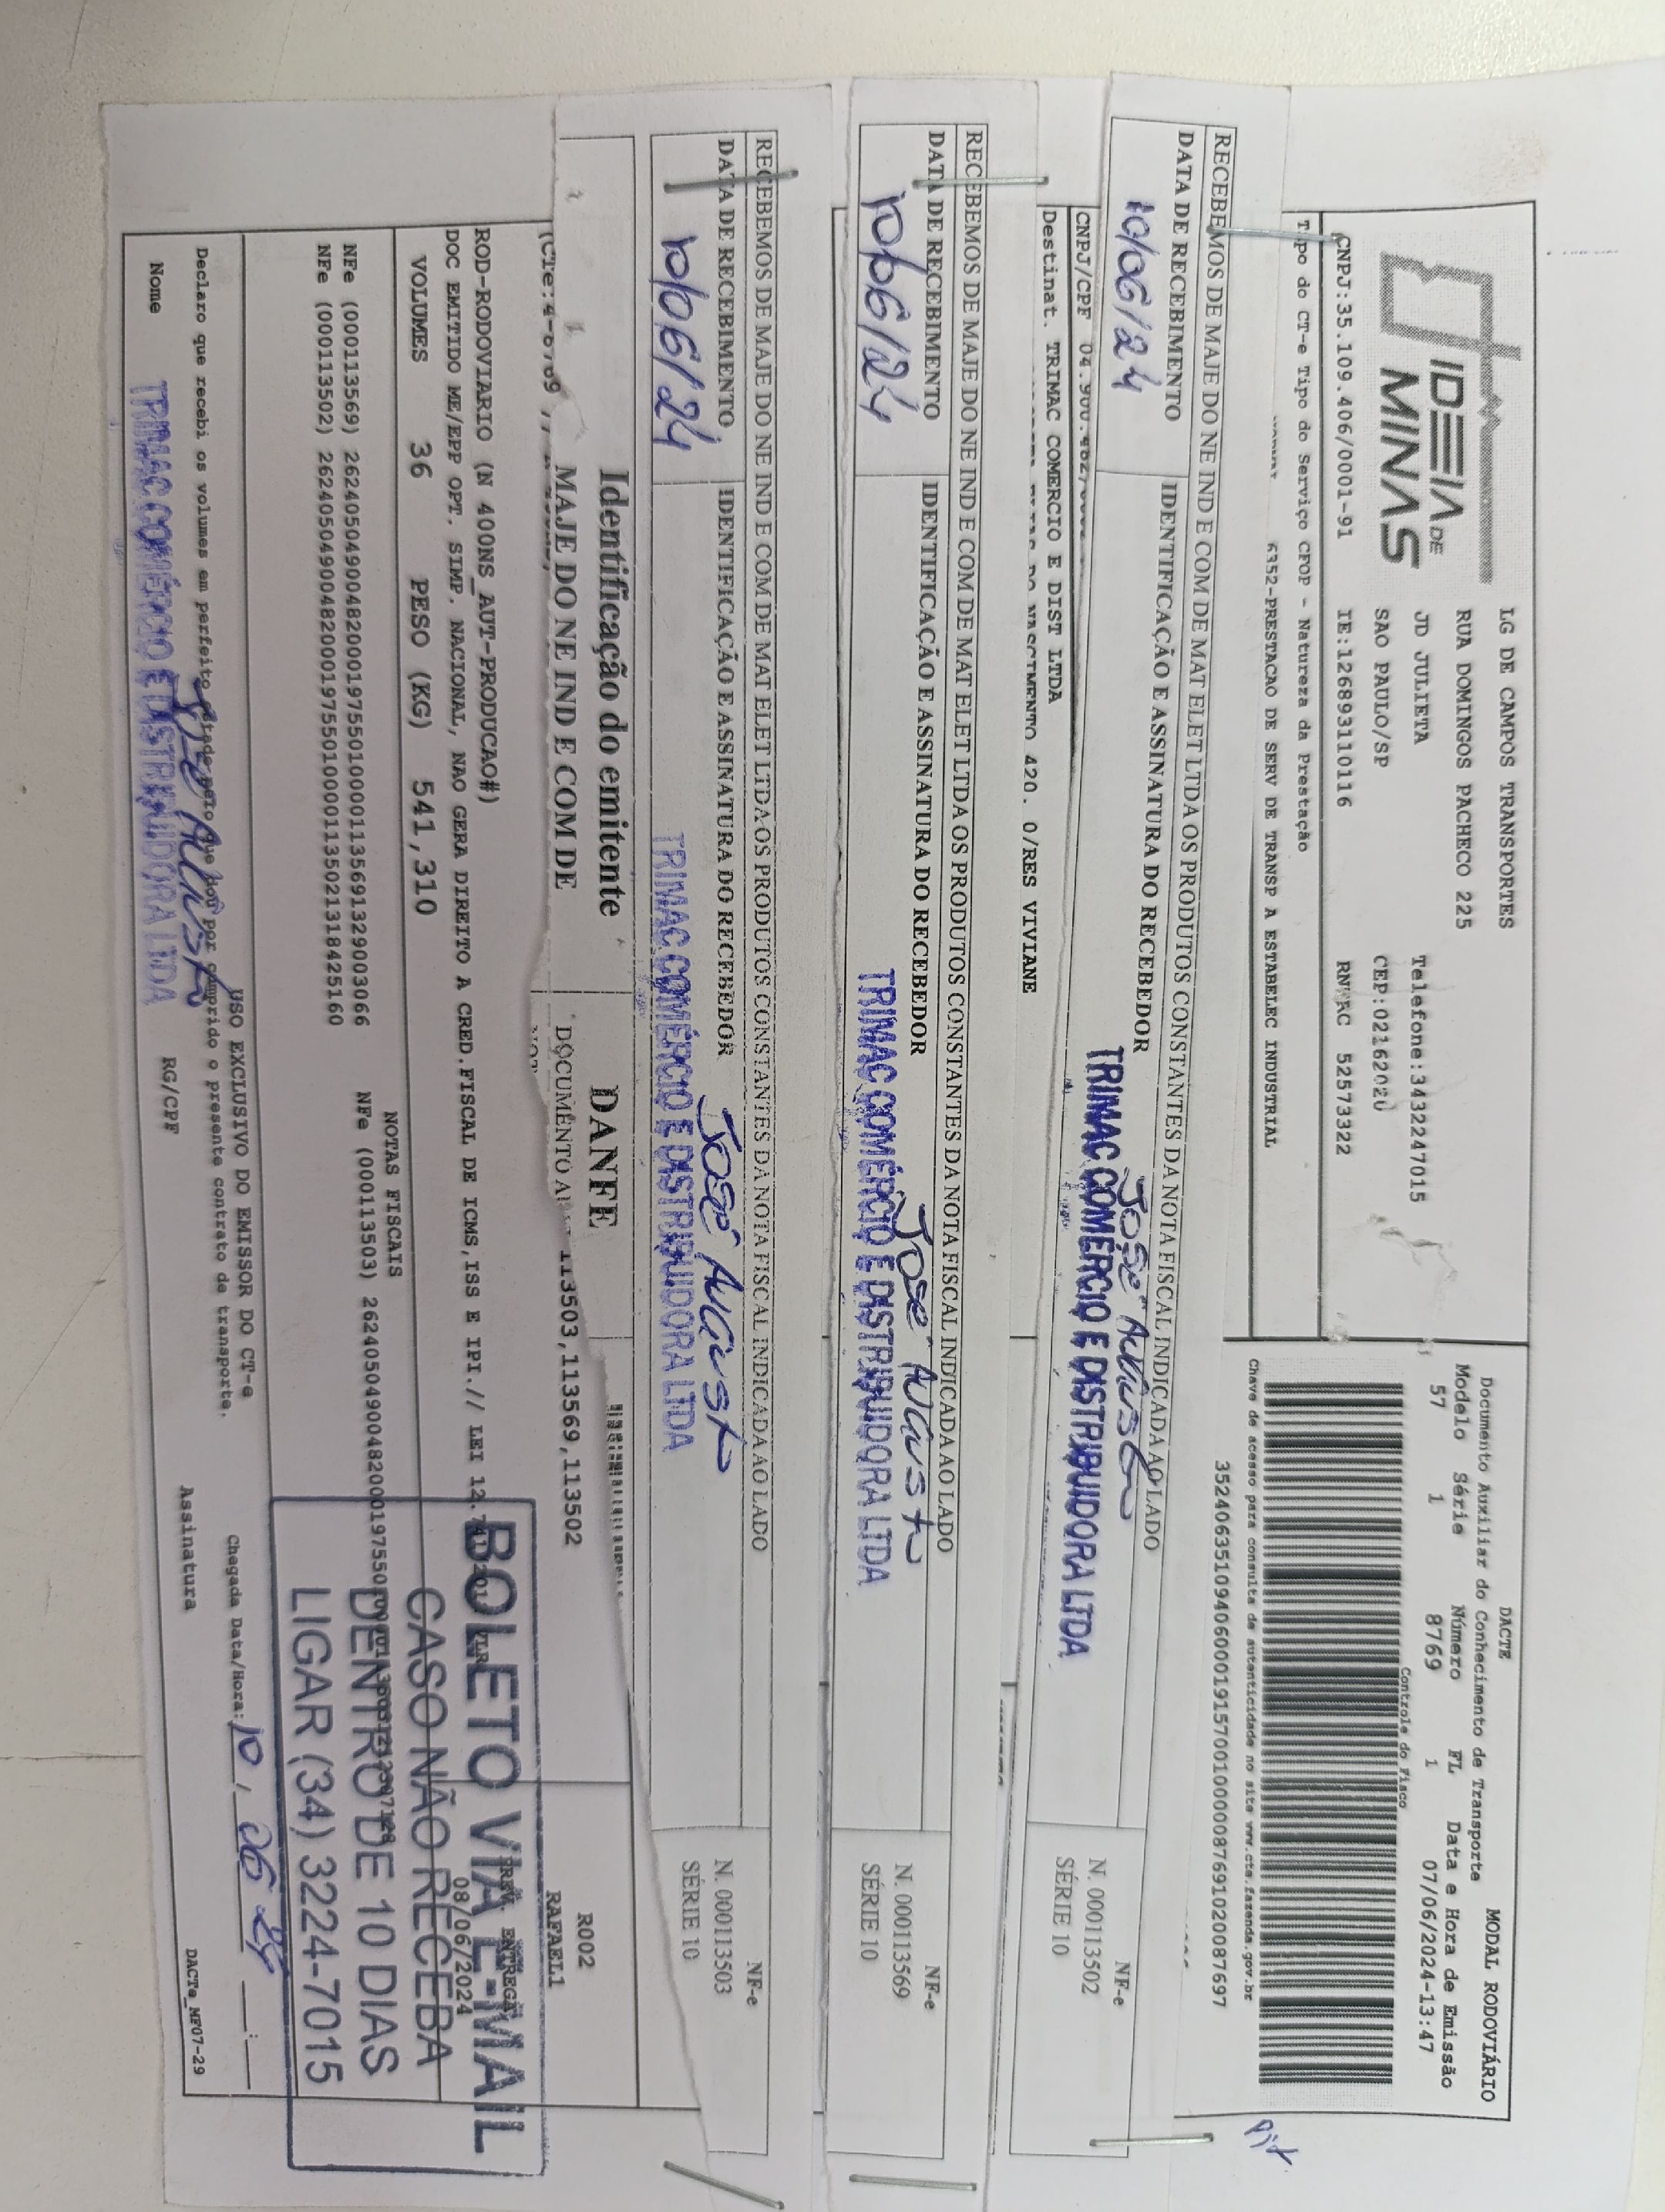 IDEIA DE
MINAS
LG DE CAMPOS TRANSPORTES
RUA DOMINGOS PACHECO 225
JD JULIETA Telefone:3432247015
SAO PAULO/SP CEP:02162020
CNPJ:35.109.406/0001-91 IE:126893110116 RNTRC 52573322
DACTE
MODAL RODOVIÁRIO
Documento Auxiliar do Conhecimento de Transporte
Modelo Série Número FL Data e Hora de Emissão
57 1 8769 1 07/06/2024-13:47
Controle do Fisco
Chave de acesso para consulta de autenticidade no site www.cte.fazenda.gov.br
35240635109406000191570010000087691020087697
Tipo do CT-e Tipo do Serviço CFOP - Natureza da Prestação
6352-PRESTACAO DE SERV DE TRANSP A ESTABELEC INDUSTRIAL
RECEBEMOS DE MAJE DO NE IND E COM DE MAT ELET LTDA OS PRODUTOS CONSTANTES DA NOTA FISCAL INDICADA AO LADO
DATA DE RECEBIMENTO IDENTIFICAÇÃO E ASSINATURA DO RECEBEDOR
10/06/24 José Augusto
TRIMAC COMÉRCIO E DISTRIBUIDORA LTDA
NF-e
N. 000113502
SÉRIE 10
CNPJ/CPF
Destinat. TRIMAC COMERCIO E DIST LTDA
DO NASCIMENTO 420. 0/RES VIVIANE
RECEBEMOS DE MAJE DO NE IND E COM DE MAT ELET LTDA OS PRODUTOS CONSTANTES DA NOTA FISCAL INDICADA AO LADO
DATA DE RECEBIMENTO IDENTIFICAÇÃO E ASSINATURA DO RECEBEDOR
10/06/24 José Augusto
TRIMAC COMÉRCIO E DISTRIBUIDORA LTDA
NF-e
N. 000113569
SÉRIE 10
RECEBEMOS DE MAJE DO NE IND E COM DE MAT ELET LTDA OS PRODUTOS CONSTANTES DA NOTA FISCAL INDICADA AO LADO
DATA DE RECEBIMENTO IDENTIFICAÇÃO E ASSINATURA DO RECEBEDOR
10/06/24 José Augusto
TRIMAC COMÉRCIO E DISTRIBUIDORA LTDA
NF-e
N. 000113503
SÉRIE 10
Identificação do emitente DANFE
MAJE DO NE IND E COM DE DOCUMENTO
113503,113569,113502
R002
RAFAEL1
ROD-RODOVIARIO (N 400NS_AUT-PRODUCAO#)
DOC EMITIDO ME/EPP OPT. SIMP. NACIONAL, NAO GERA DIREITO A CRED.FISCAL DE ICMS,ISS E IPI.// LEI
PREV. ENTREGA
08/06/2024
VOLUMES 36 PESO (KG) 541,310
NOTAS FISCAIS
NFe (000113569) 26240504900482000197550100001135691329003066 NFe (000113503)
NFe (000113502) 26240504900482000197550100001135021318425160
BOLETO VIA E-MAIL
CASO NÃO RECEBA
DENTRO DE 10 DIAS
LIGAR (34) 3224-7015
USO EXCLUSIVO DO EMISSOR DO CT-e
Declaro que recebi os volumes em perfeito estado pelo que dou por cumprido o presente contrato de transporte.
Chegada Data/Hora: 10 / 06 24
Nome RG/CPF Assinatura
José Augusto
TRIMAC COMÉRCIO E DISTRIBUIDORA LTDA
DACTe_MF07-29